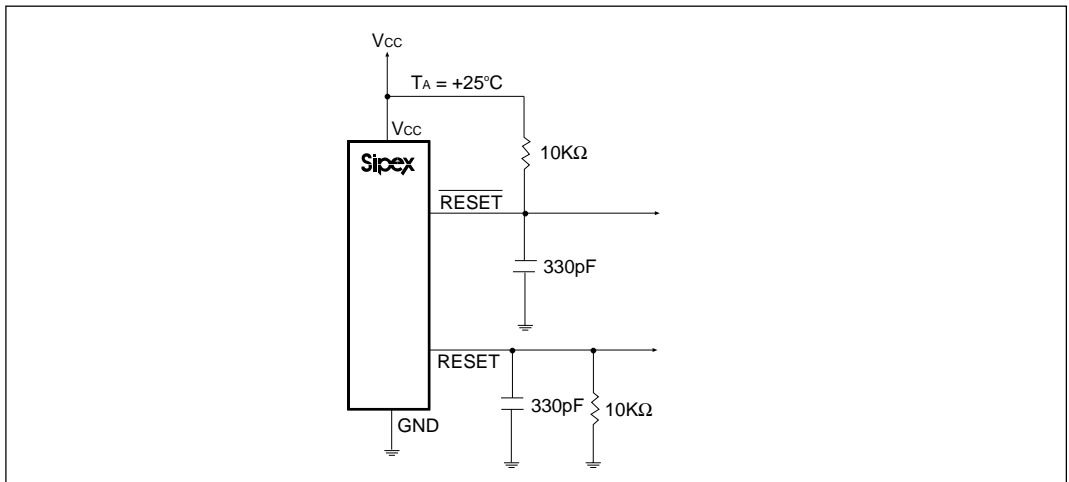 VCC
TA = +25°C
VCC
Sipex
10KΩ
RESET
330pF
RESET
330pF
10KΩ
GND